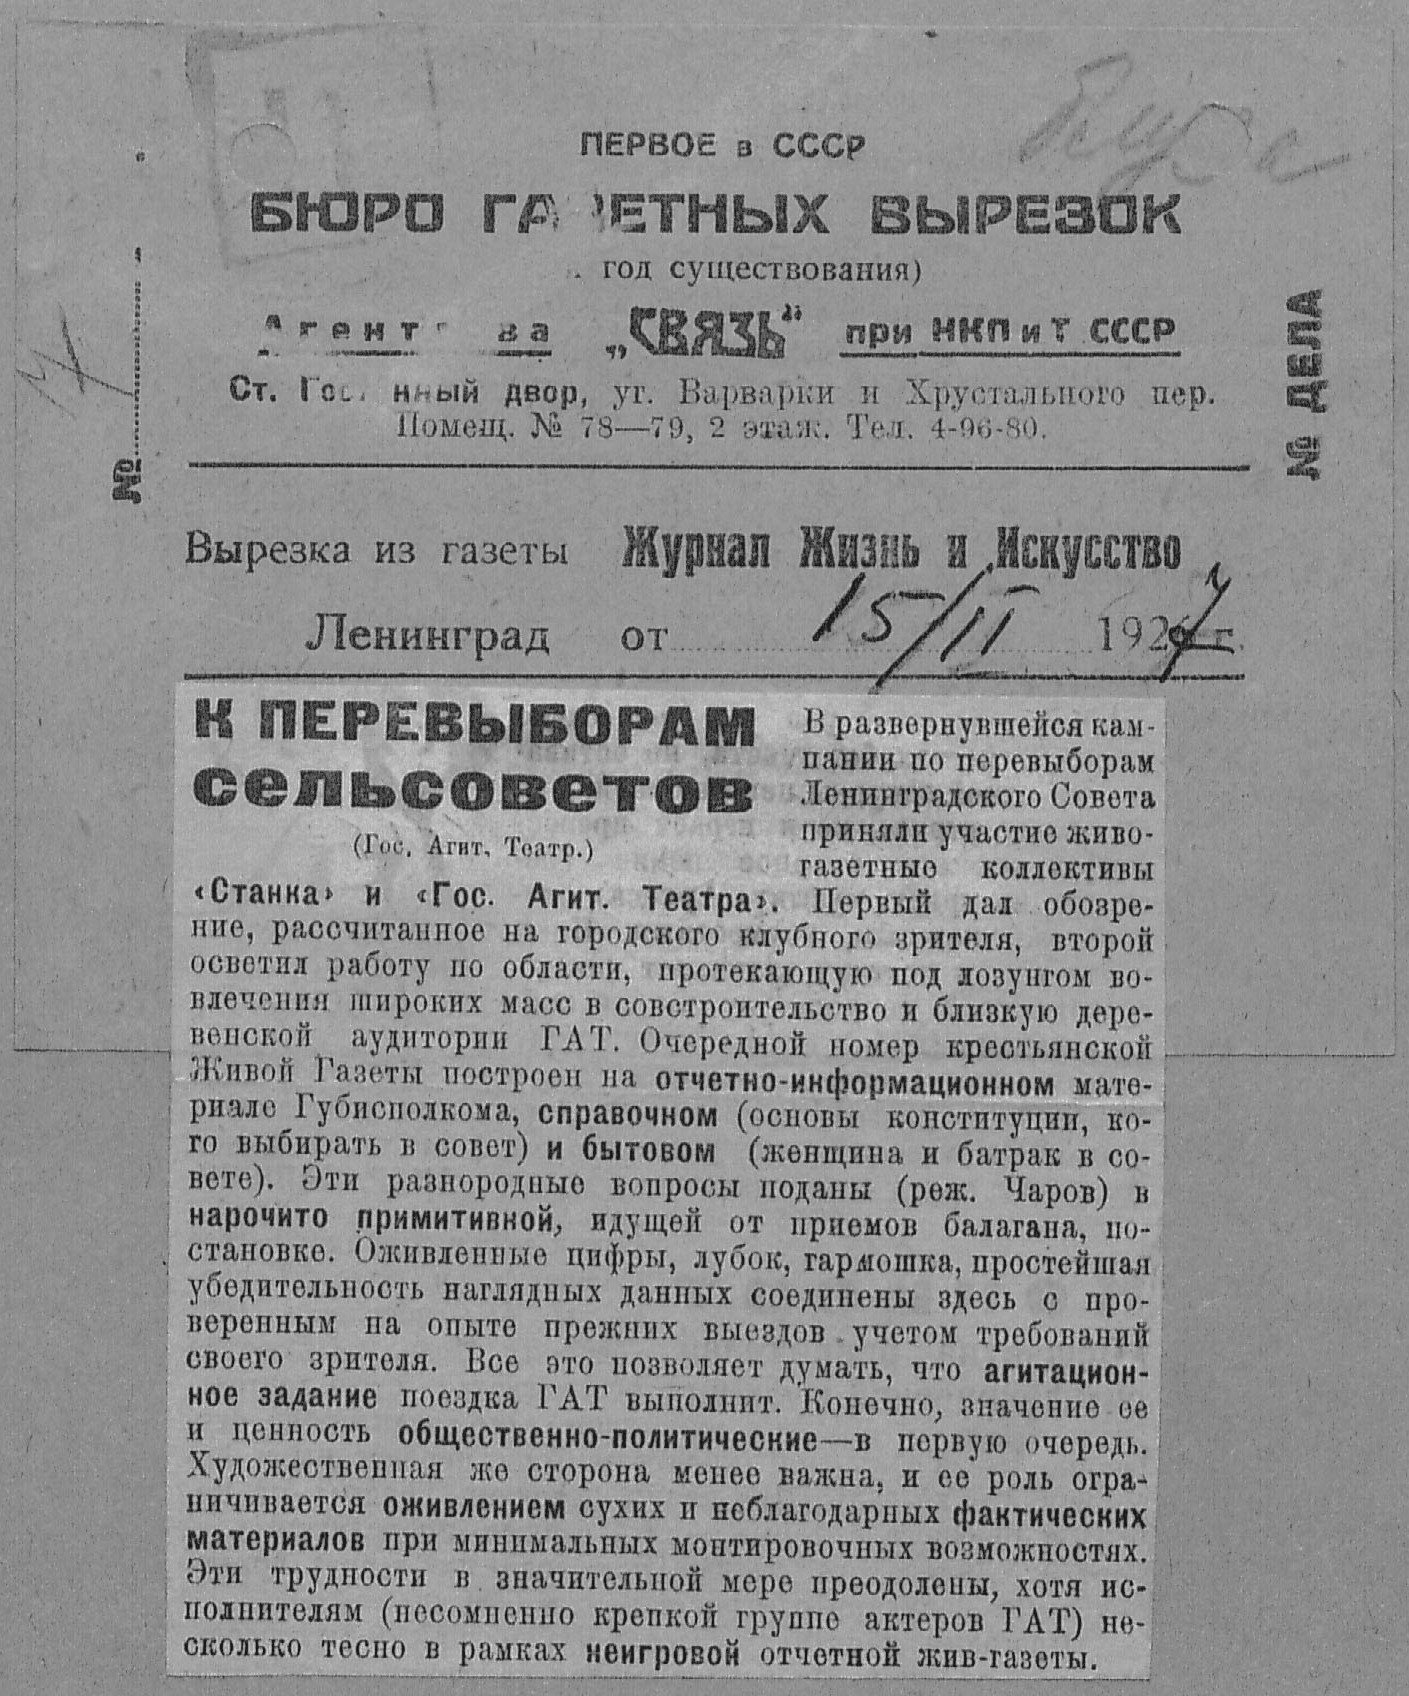 ПЕРВОЕ в СССР
БЮРО ГАЗЕТНЫХ ВЫРЕЗОК
год существования)
Агентства „СВЯЗЬ" при НКПиТ СССР
Ст. Гостинный двор, уг. Варварки и Хрустального пер.
Помещ. № 78—79, 2 этаж. Тел. 4-96-80.
№
№ ДЕЛА
Вырезка из газеты Журнал Жизнь и Искусство
Ленинград от 15/II 1927 г.
К ПЕРЕВЫБОРАМ
сельсоветов
(Гос. Агит. Театр.)
В развернувшейся кам-
пании по перевыборам
Ленинградского Совета
приняли участие живо-
газетные коллективы
«Станка» и «Гос. Агит. Театра». Первый дал обозре-
ние, рассчитанное на городского клубного зрителя, второй
осветил работу по области, протекающую под лозунгом во-
влечения широких масс в совстроительство и близкую дере-
венской аудитории ГАТ. Очередной номер крестьянской
Живой Газеты построен на отчетно-информационном мате-
риале Губисполкома, справочном (основы конституции, ко-
го выбирать в совет) и бытовом (женщина и батрак в со-
вете). Эти разнородные вопросы поданы (реж. Чаров) в
нарочито примитивной, идущей от приемов балагана, по-
становке. Оживленные цифры, лубок, гармошка, простейшая
убедительность наглядных данных соединены здесь с про-
веренным на опыте прежних выездов учетом требований
своего зрителя. Все это позволяет думать, что агитацион-
ное задание поездка ГАТ выполнит. Конечно, значение ее
и ценность общественно-политические—в первую очередь.
Художественная же сторона менее важна, и ее роль огра-
ничивается оживлением сухих и неблагодарных фактических
материалов при минимальных монтировочных возможностях.
Эти трудности в значительной мере преодолены, хотя ис-
полнителям (несомненно крепкой группе актеров ГАТ) не-
сколько тесно в рамках неигровой отчетной жив-газеты.